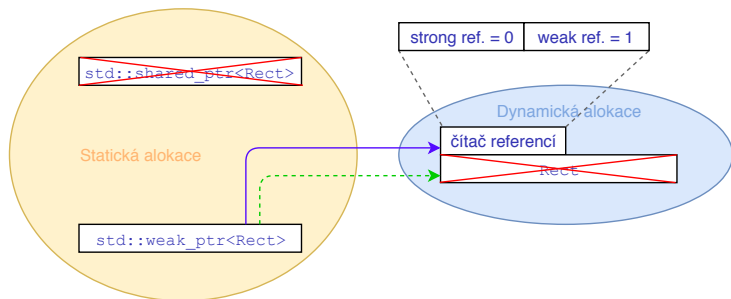 strong ref. = 0 weak ref. = 1
std::shared_ptr<Rect>
Dynamická alokace
čítač referencí
Statická alokace
Rect
std::weak_ptr<Rect>